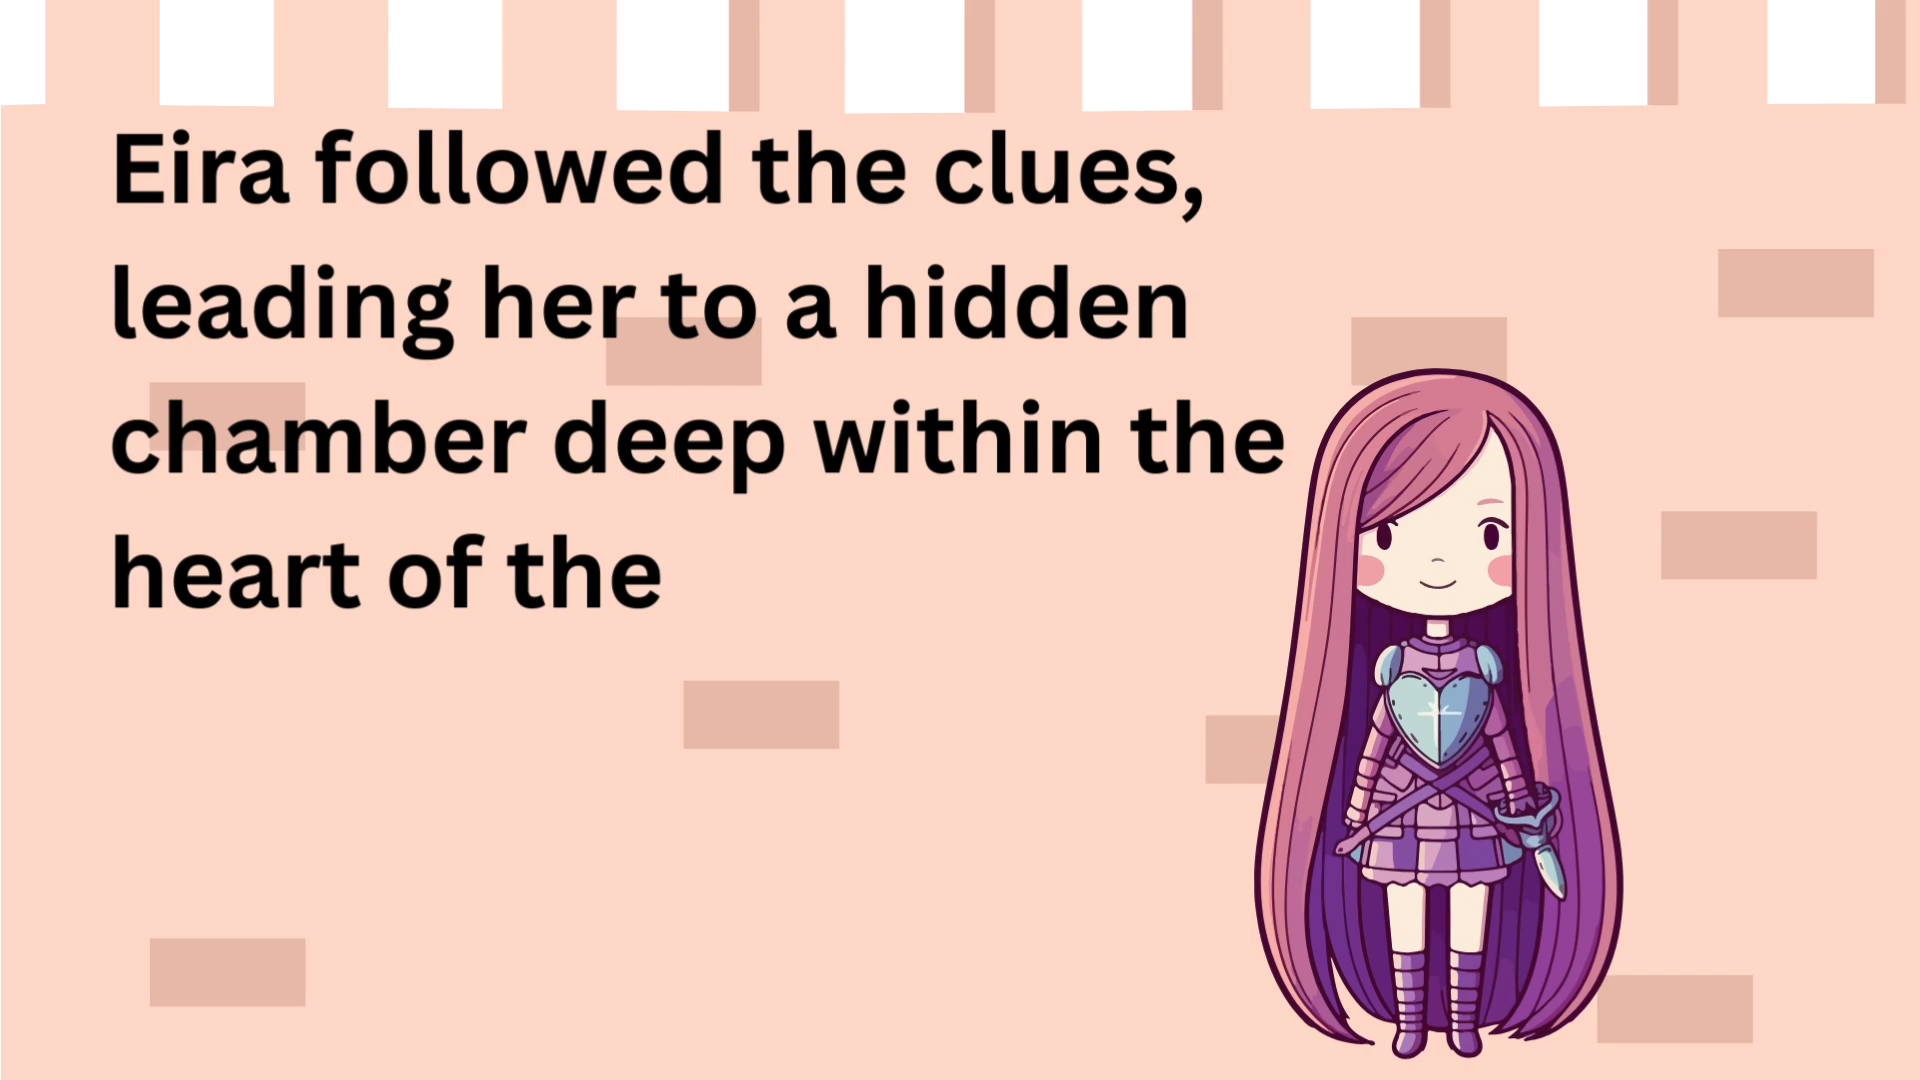 Eira followed the clues,
leading her to a hidden
chamber deep within the
heart of the